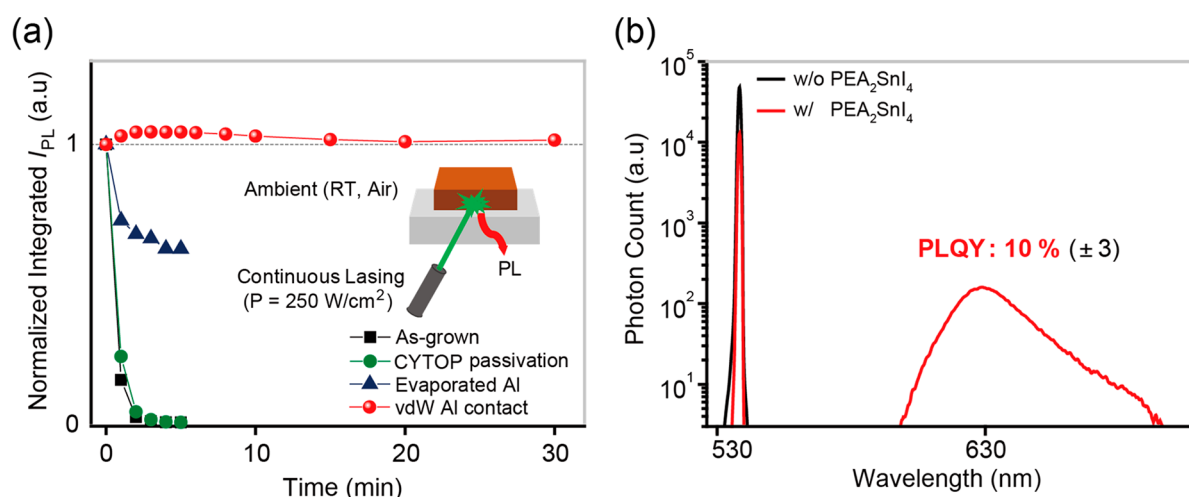 (a)
Normalized Integrated I_PL (a.u)
1
0
Ambient (RT, Air)
Continuous Lasing
(P = 250 W/cm²)
PL
As-grown
CYTOP passivation
Evaporated Al
vdW Al contact
0 10 20 30
Time (min)
(b)
Photon Count (a.u)
10⁵
10⁴
10³
10²
10¹
w/o PEA₂SnI₄
w/ PEA₂SnI₄
PLQY : 10 % (± 3)
530 630
Wavelength (nm)